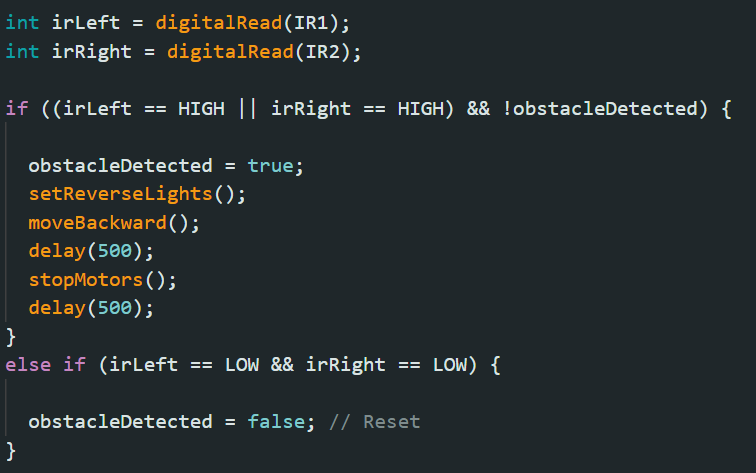 int irLeft = digitalRead(IR1);
int irRight = digitalRead(IR2);
if ((irLeft == HIGH || irRight == HIGH) && !obstacleDetected) {
obstacleDetected = true;
setReverseLights();
moveBackward();
delay(500);
stopMotors();
delay(500);
}
else if (irLeft == LOW && irRight == LOW) {
obstacleDetected = false; // Reset
}